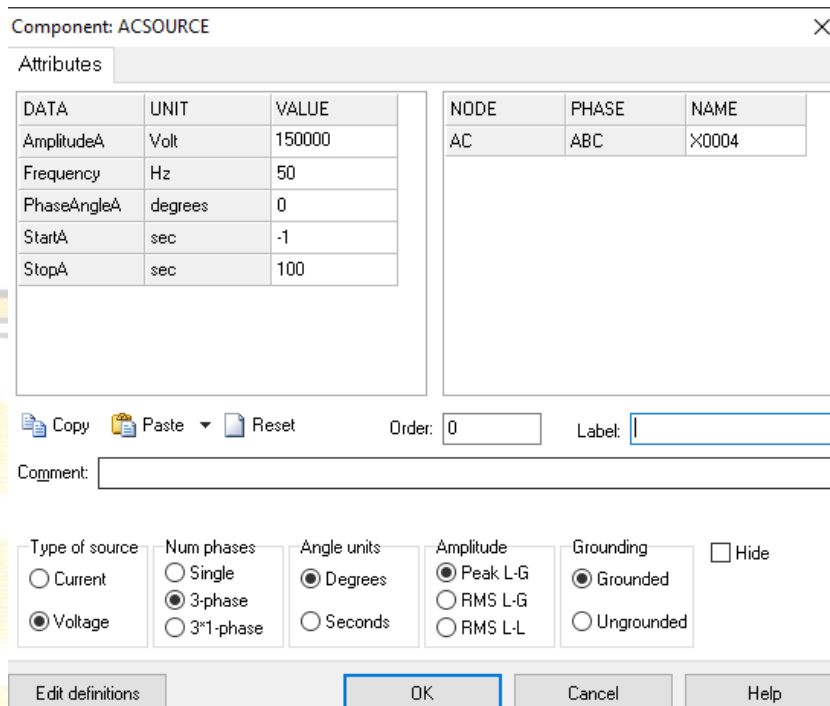 Component: ACSOURCE
Attributes
DATA UNIT VALUE
AmplitudeA Volt 150000
Frequency Hz 50
PhaseAngleA degrees 0
StartA sec -1
StopA sec 100
NODE PHASE NAME
AC ABC X0004
Copy Paste Reset Order: 0 Label:
Comment:
Type of source Num phases Angle units Amplitude Grounding Hide
Current Single Degrees Peak L-G Grounded
3-phase RMS L-G
Voltage 3*1-phase Seconds RMS L-L Ungrounded
Edit definitions OK Cancel Help